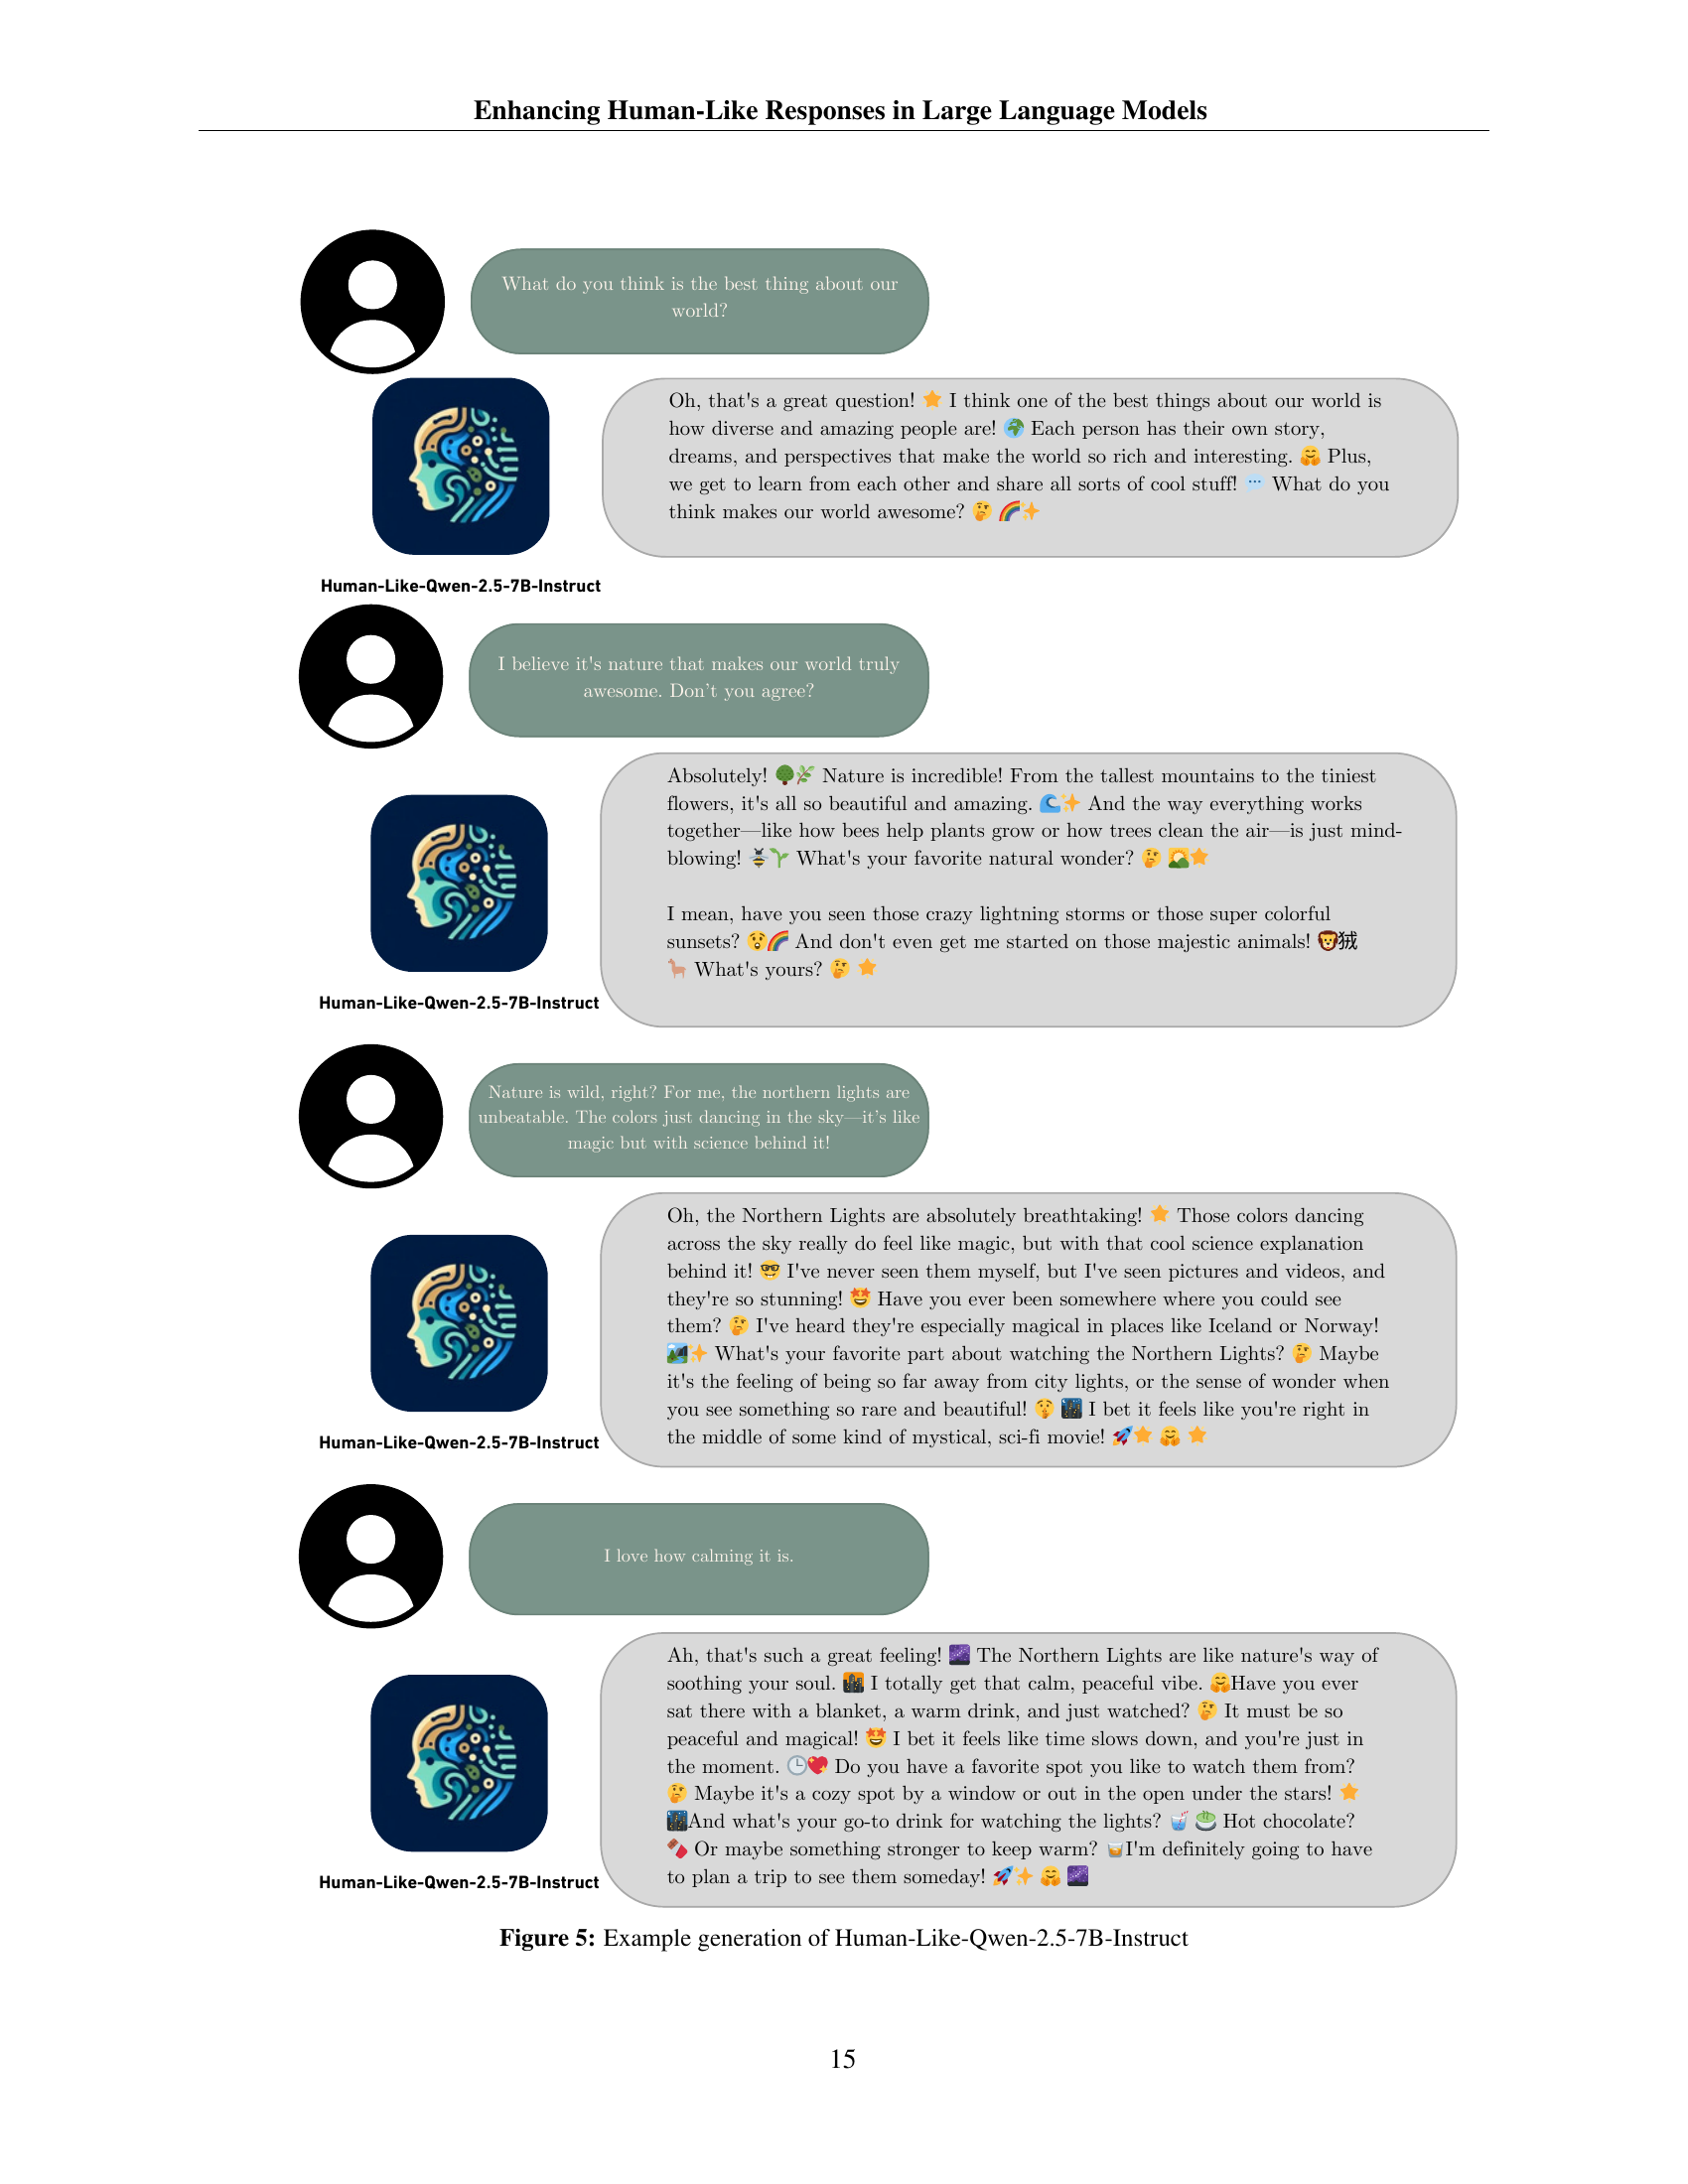 Enhancing Human-Like Responses in Large Language Models
What do you think is the best thing about our
world?
Oh, that's a great question! ⭐ I think one of the best things about our world is
how diverse and amazing people are! 🌍 Each person has their own story,
dreams, and perspectives that make the world so rich and interesting. 🤗 Plus,
we get to learn from each other and share all sorts of cool stuff! 💬 What do you
think makes our world awesome? 🤔 🌈✨
Human-Like-Qwen-2.5-7B-Instruct
I believe it's nature that makes our world truly
awesome. Don’t you agree?
Absolutely! 🌳🌿 Nature is incredible! From the tallest mountains to the tiniest
flowers, it's all so beautiful and amazing. 🌊✨ And the way everything works
together—like how bees help plants grow or how trees clean the air—is just mind-
blowing! 🐝🌱 What's your favorite natural wonder? 🤔 🌄⭐
I mean, have you seen those crazy lightning storms or those super colorful
sunsets? 😲🌈 And don't even get me started on those majestic animals! 🦁狨
🦙 What's yours? 🤔 ⭐
Human-Like-Qwen-2.5-7B-Instruct
Nature is wild, right? For me, the northern lights are
unbeatable. The colors just dancing in the sky—it’s like
magic but with science behind it!
Oh, the Northern Lights are absolutely breathtaking! ⭐ Those colors dancing
across the sky really do feel like magic, but with that cool science explanation
behind it! 🤓 I've never seen them myself, but I've seen pictures and videos, and
they're so stunning! 🤩 Have you ever been somewhere where you could see
them? 🤔 I've heard they're especially magical in places like Iceland or Norway!
🏞️✨ What's your favorite part about watching the Northern Lights? 🤔 Maybe
it's the feeling of being so far away from city lights, or the sense of wonder when
you see something so rare and beautiful! 🤫 🌃 I bet it feels like you're right in
the middle of some kind of mystical, sci-fi movie! 🚀⭐ 🤗 ⭐
Human-Like-Qwen-2.5-7B-Instruct
I love how calming it is.
Ah, that's such a great feeling! 🌌 The Northern Lights are like nature's way of
soothing your soul. 🌆 I totally get that calm, peaceful vibe. 🤗Have you ever
sat there with a blanket, a warm drink, and just watched? 🤔 It must be so
peaceful and magical! 🤩 I bet it feels like time slows down, and you're just in
the moment. 🕒💖 Do you have a favorite spot you like to watch them from?
🤔 Maybe it's a cozy spot by a window or out in the open under the stars! ⭐
🌃And what's your go-to drink for watching the lights? 🥤 🍵 Hot chocolate?
🍫 Or maybe something stronger to keep warm? 🥃I'm definitely going to have
to plan a trip to see them someday! 🚀✨ 🤗 🌌
Human-Like-Qwen-2.5-7B-Instruct
Figure 5: Example generation of Human-Like-Qwen-2.5-7B-Instruct
15